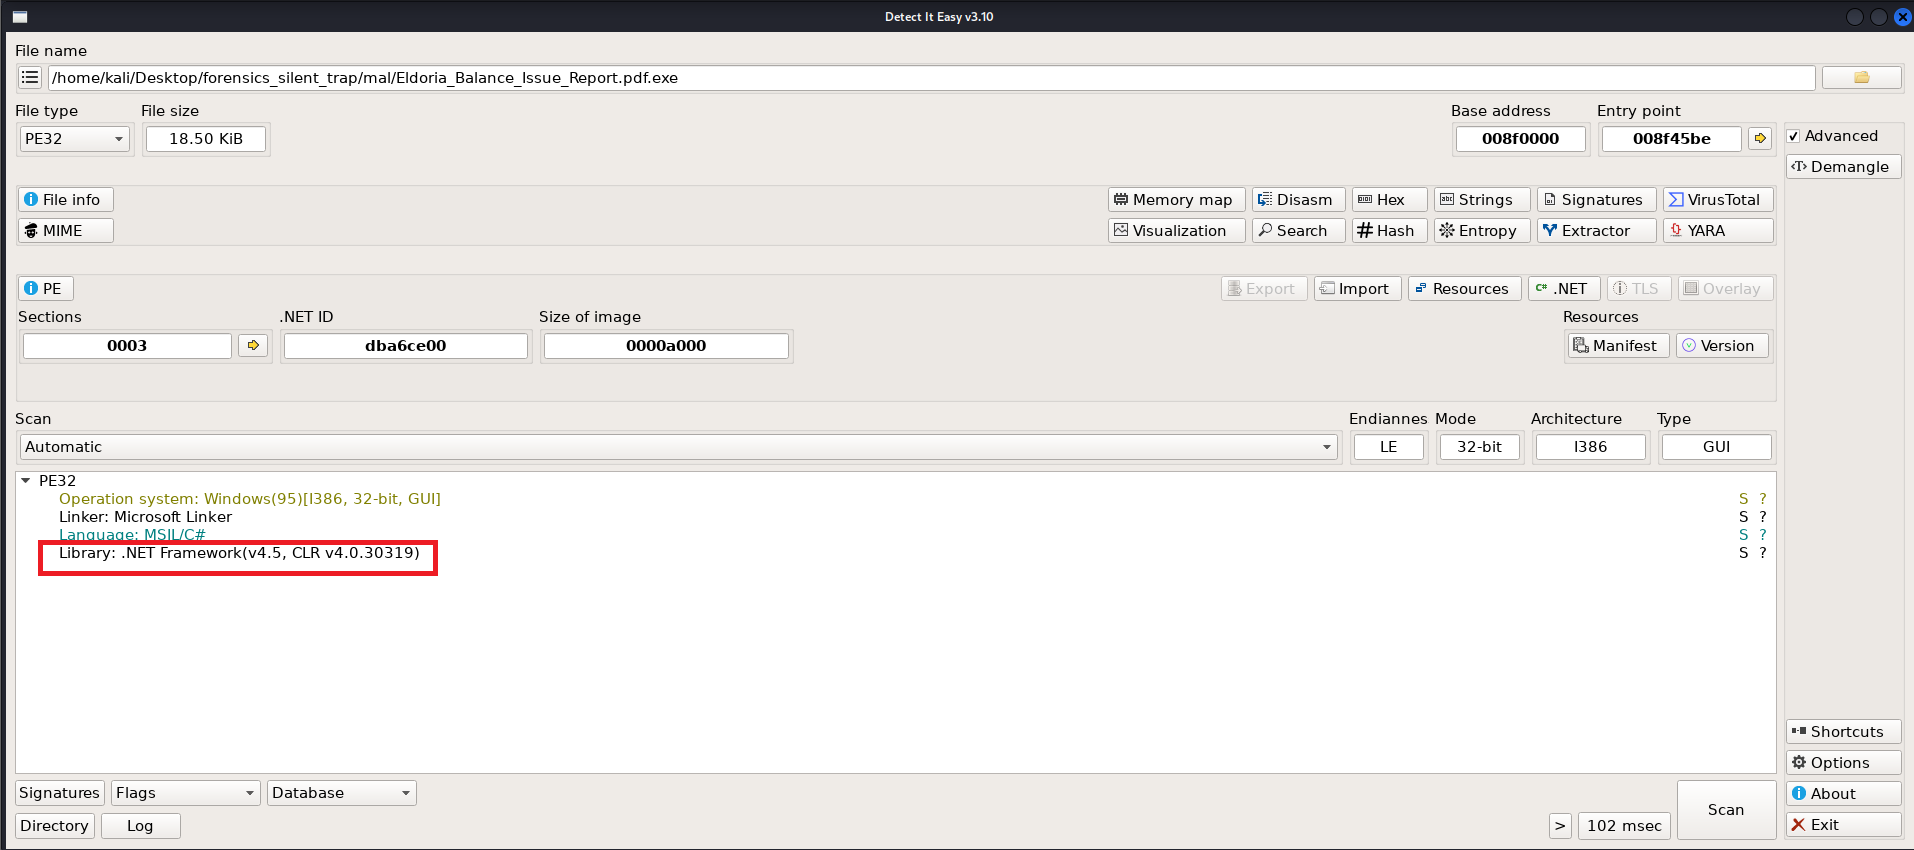 Detect It Easy v3.10
File name
/home/kali/Desktop/forensics_silent_trap/mal/Eldoria_Balance_Issue_Report.pdf.exe
File type File size Base address Entry point
PE32 18.50 KiB 008f0000 008f45be Advanced
Demangle
File info Memory map Disasm Hex Strings Signatures VirusTotal
MIME Visualization Search Hash Entropy Extractor YARA
PE Export Import Resources .NET TLS Overlay
Sections .NET ID Size of image Resources
0003 dba6ce00 0000a000 Manifest Version
Scan Endiannes Mode Architecture Type
Automatic LE 32-bit I386 GUI
PE32
Operation system: Windows(95)[I386, 32-bit, GUI] S ?
Linker: Microsoft Linker S ?
Language: MSIL/C# S ?
Library: .NET Framework(v4.5, CLR v4.0.30319) S ?
Shortcuts
Options
Signatures Flags Database About
Scan
Directory Log > 102 msec Exit